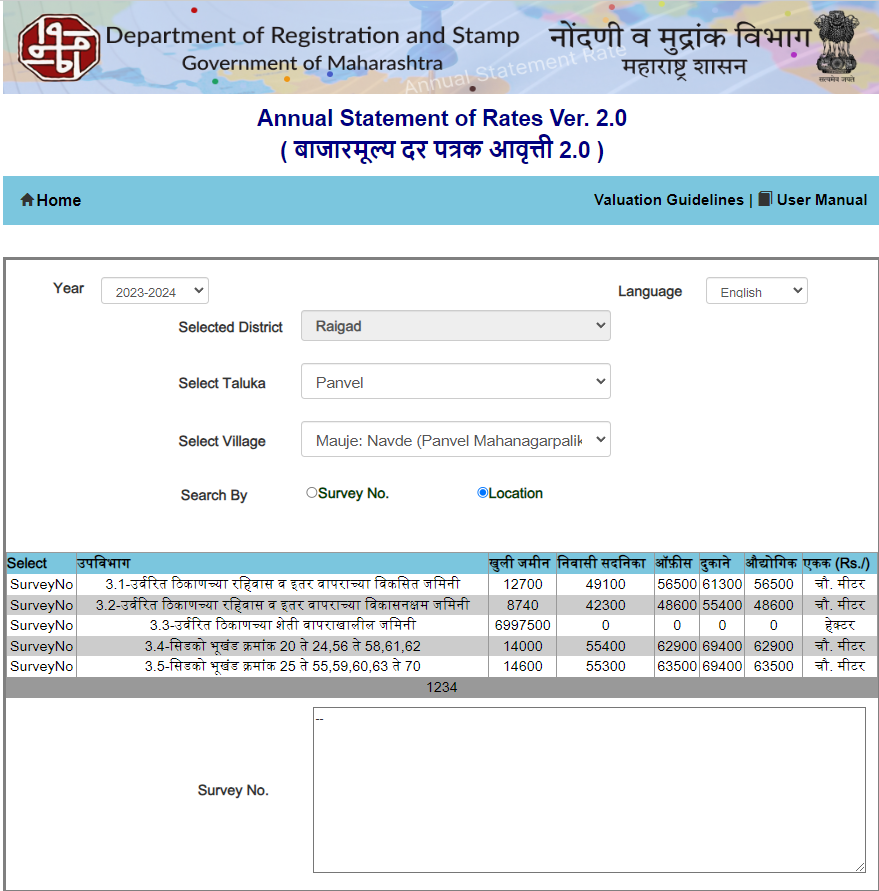 Department of Registration and Stamp
Government of Maharashtra
नोंदणी व मुद्रांक विभाग
महाराष्ट्र शासन
सत्यमेव जयते
Annual Statement Rate
Annual Statement of Rates Ver. 2.0
( बाजारमूल्य दर पत्रक आवृत्ती 2.0 )
Home Valuation Guidelines | User Manual
Year 2023-2024 Language English
Selected District Raigad
Select Taluka Panvel
Select Village Mauje: Navde (Panvel Mahanagarpalik
Search By Survey No. Location
Select उपविभाग खुली जमीन निवासी सदनिका ऑफ़ीस दुकाने औद्योगिक एकक (Rs./)
SurveyNo 3.1-उर्वरित ठिकाणच्या रहिवास व इतर वापराच्या विकसित जमिनी 12700 49100 56500 61300 56500 चौ. मीटर
SurveyNo 3.2-उर्वरित ठिकाणच्या रहिवास व इतर वापराच्या विकासनक्षम जमिनी 8740 42300 48600 55400 48600 चौ. मीटर
SurveyNo 3.3-उर्वरित ठिकाणच्या शेती वापराखालील जमिनी 6997500 0 0 0 0 हेक्टर
SurveyNo 3.4-सिडको भूखंड क्रमांक 20 ते 24,56 ते 58,61,62 14000 55400 62900 69400 62900 चौ. मीटर
SurveyNo 3.5-सिडको भूखंड क्रमांक 25 ते 55,59,60,63 ते 70 14600 55300 63500 69400 63500 चौ. मीटर
1234
--
Survey No.